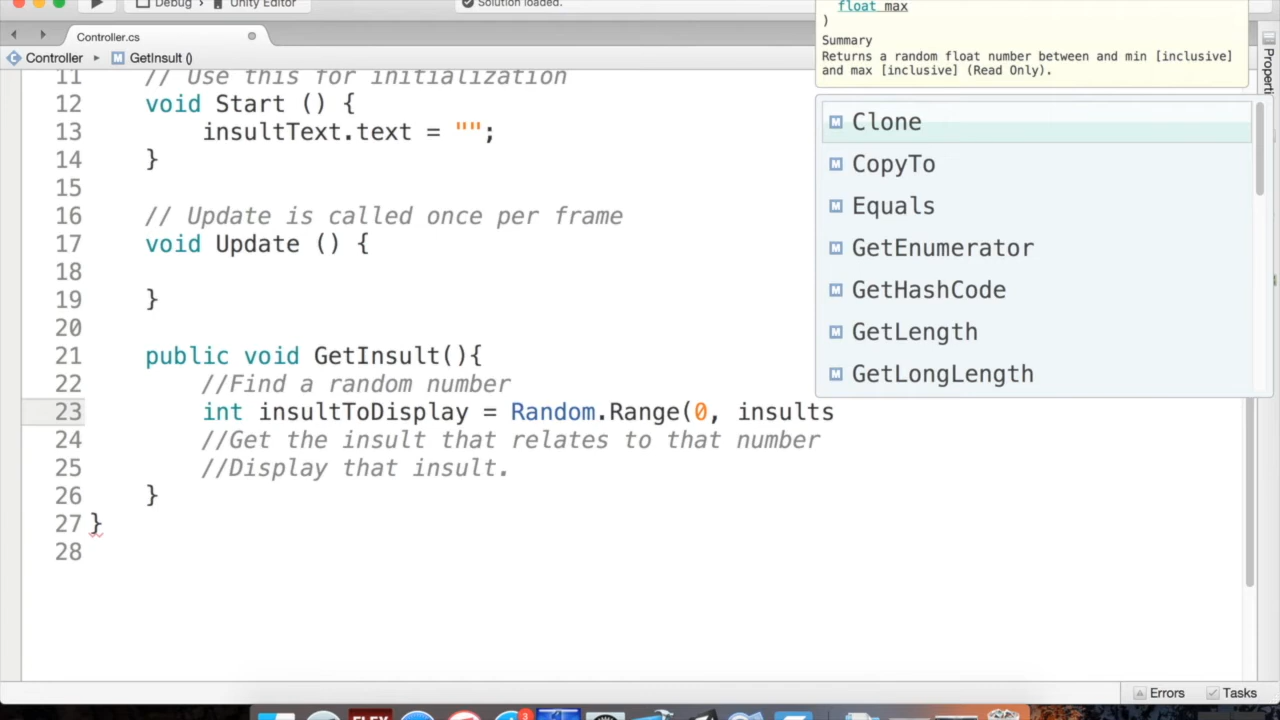 Debug
Unity Editor
Solution loaded.
Controller.cs
Controller ▸ M GetInsult ()
11 // Use this for initialization
12 void Start () {
13 insultText.text = "";
14 }
15
16 // Update is called once per frame
17 void Update () {
18
19 }
20
21 public void GetInsult(){
22 //Find a random number
23 int insultToDisplay = Random.Range(0, insults
24 //Get the insult that relates to that number
25 //Display that insult.
26 }
27 }
28
float max
)
Summary
Returns a random float number between and min [inclusive]
and max [inclusive] (Read Only).
M Clone
M CopyTo
M Equals
M GetEnumerator
M GetHashCode
M GetLength
M GetLongLength
Errors
Tasks
FLEX
3